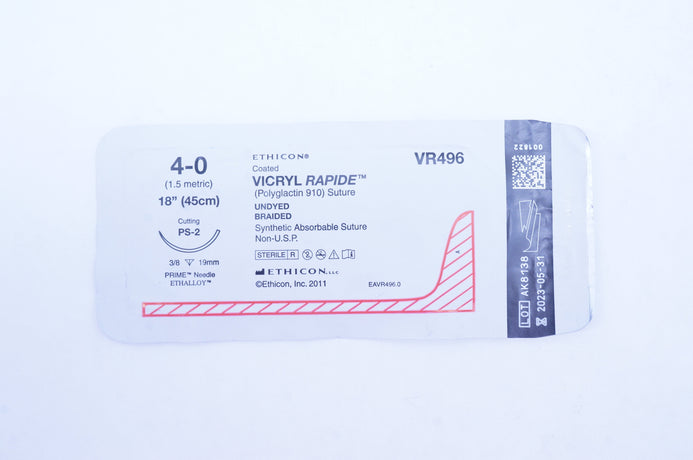 4-0
(1.5 metric)
18” (45cm)
Cutting
PS-2
3/8 19mm
PRIME™ Needle
ETHALLOY™
ETHICON®
Coated
VICRYL RAPIDE™
(Polyglactin 910) Suture
UNDYED
BRAIDED
Synthetic Absorbable Suture
Non-U.S.P.
STERILE R
ETHICON, LLC
©Ethicon, Inc. 2011
EAVR496.0
VR496
001822
LOT AK8138
2023-05-31